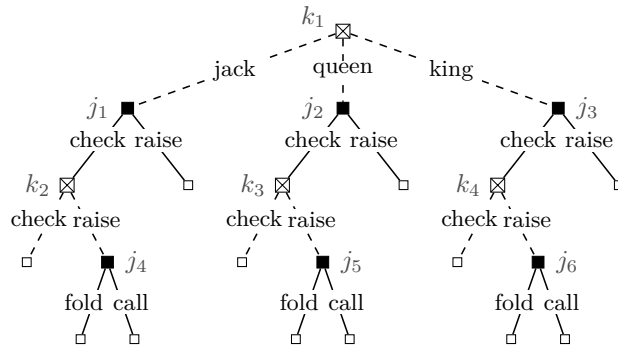 k₁
jack queen king
j₁ j₂ j₃
check raise check raise check raise
k₂ k₃ k₄
check raise check raise check raise
j₄ j₅ j₆
fold call fold call fold call